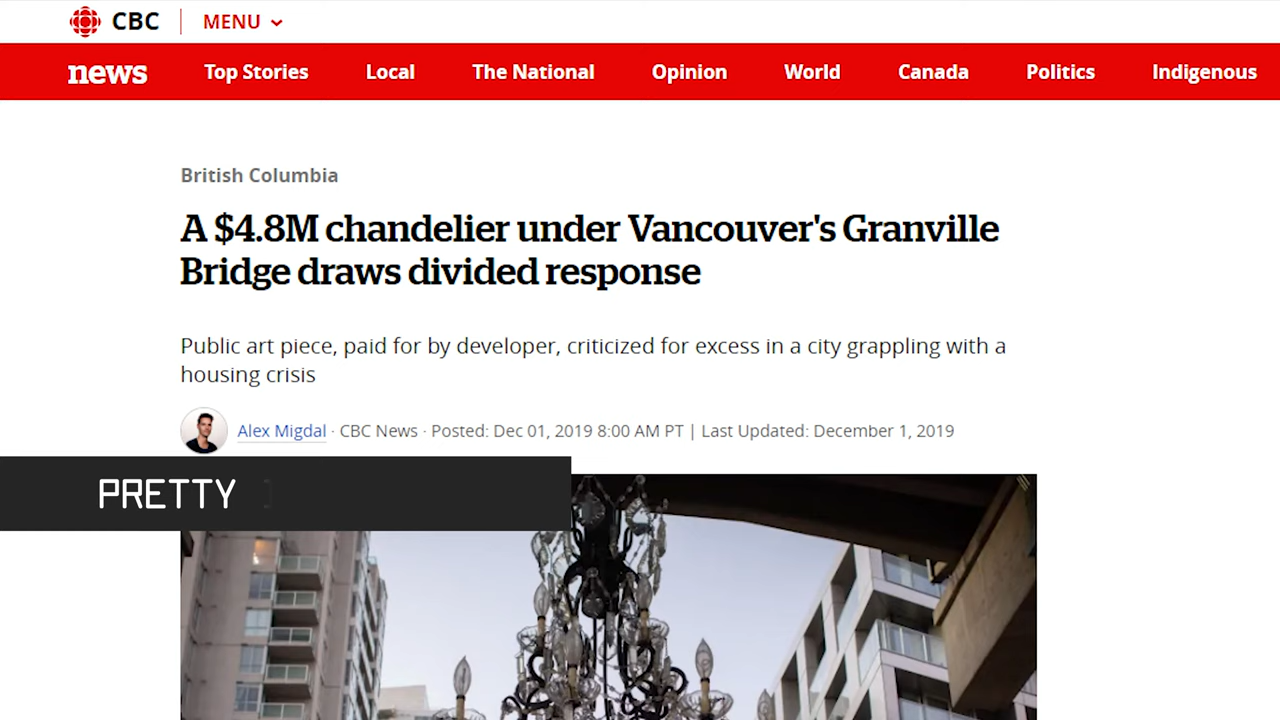 CBC MENU
news Top Stories Local The National Opinion World Canada Politics Indigenous
British Columbia
A $4.8M chandelier under Vancouver's Granville
Bridge draws divided response
Public art piece, paid for by developer, criticized for excess in a city grappling with a
housing crisis
Alex Migdal · CBC News · Posted: Dec 01, 2019 8:00 AM PT | Last Updated: December 1, 2019
PRETTY